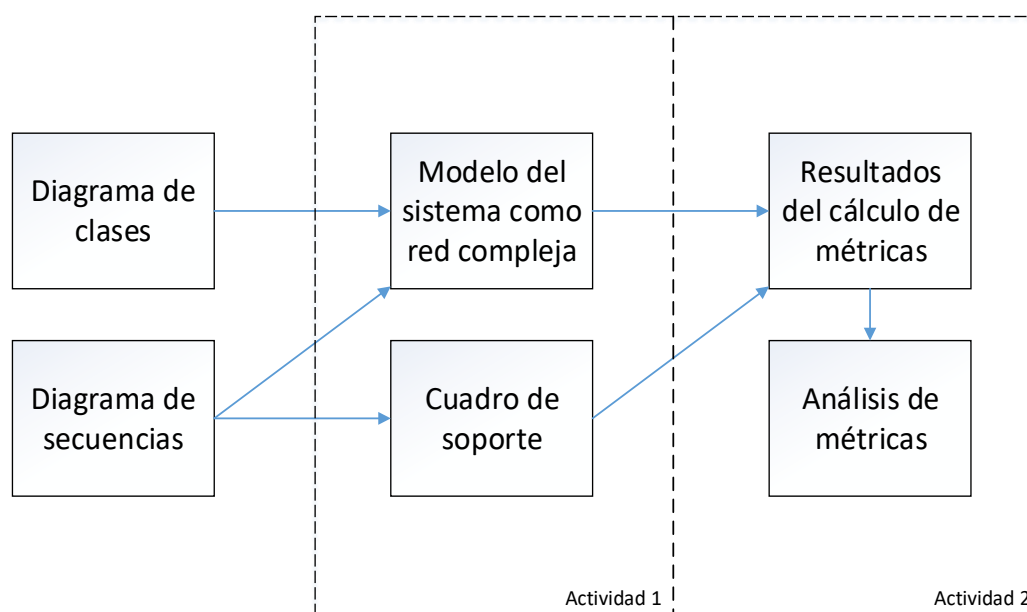 Diagrama de
clases
Modelo del
sistema como
red compleja
Resultados
del cálculo de
métricas
Diagrama de
secuencias
Cuadro de
soporte
Análisis de
métricas
Actividad 1
Actividad 2